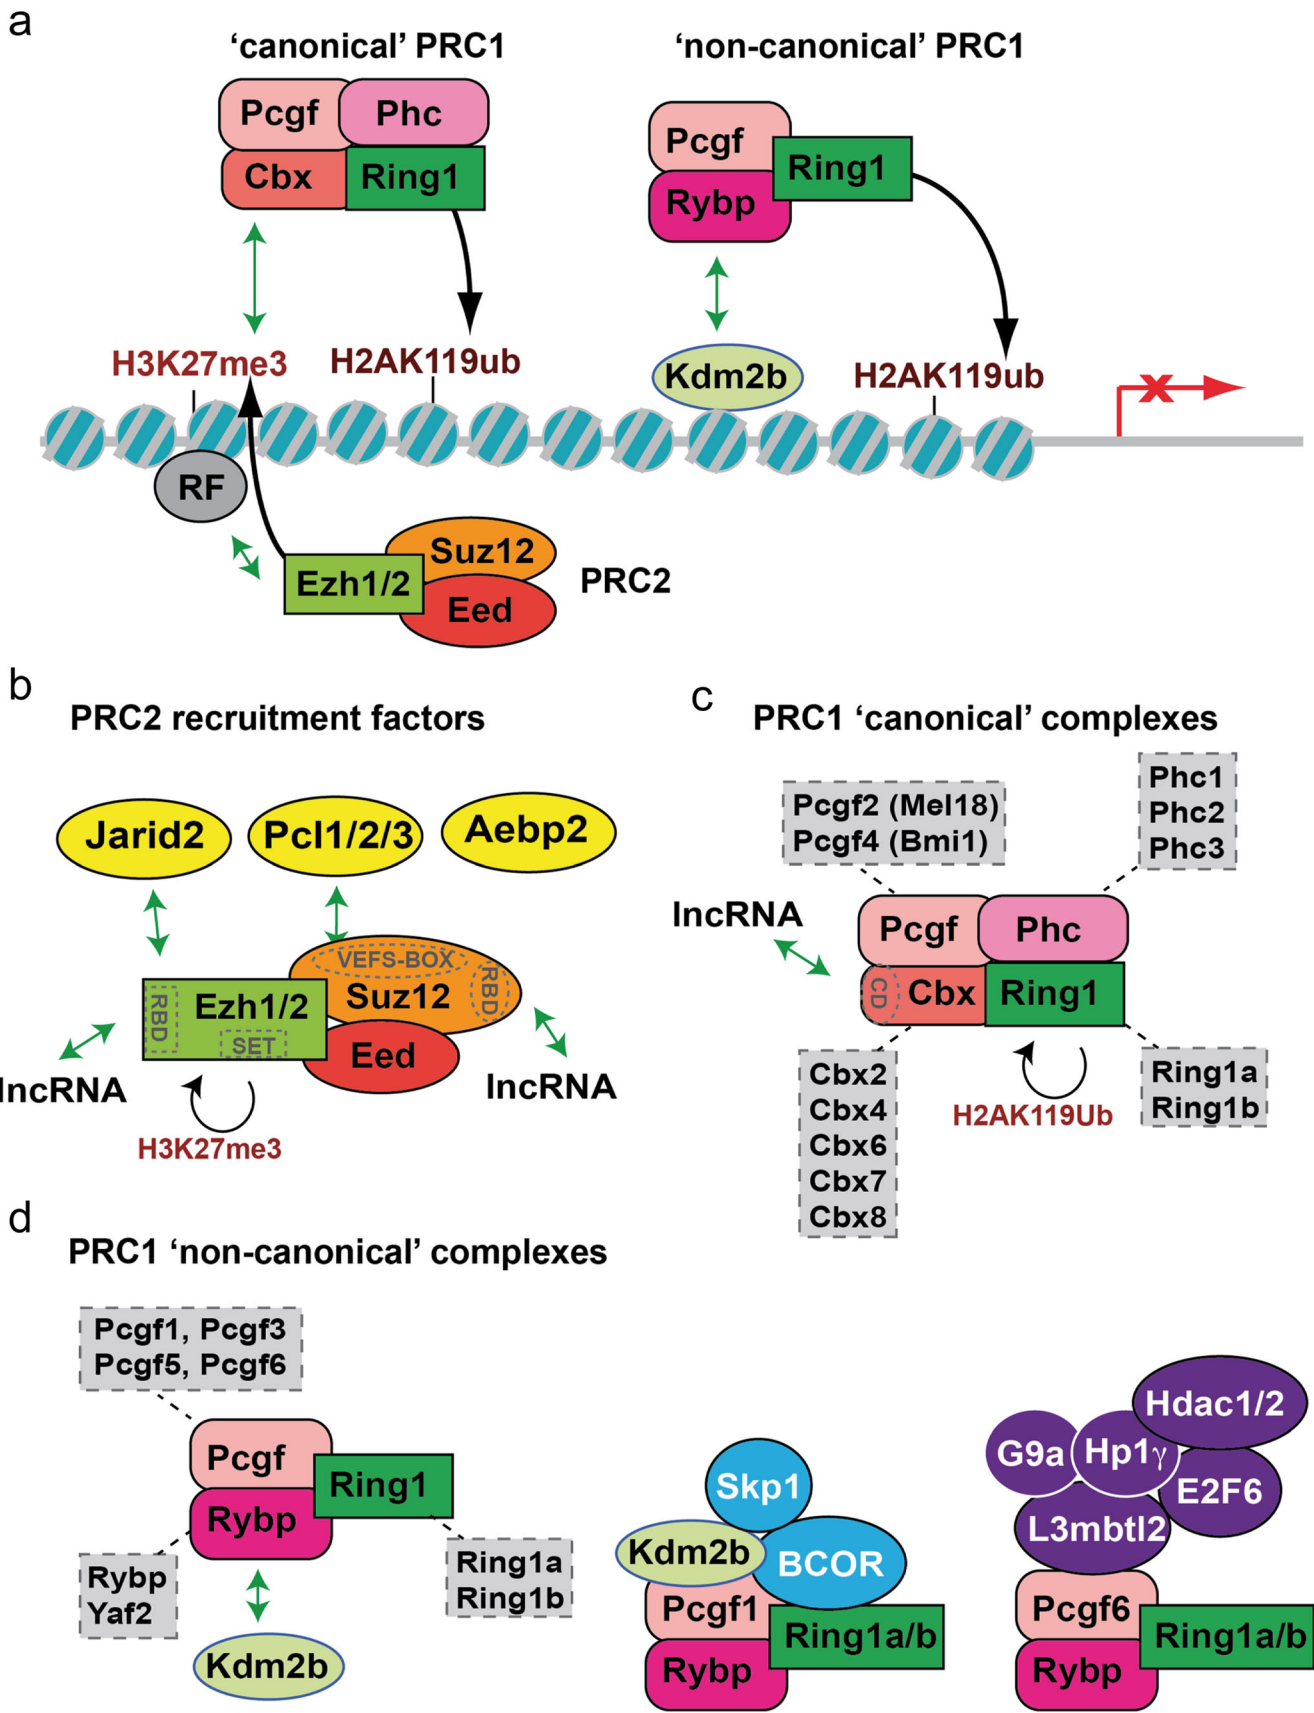 a
‘canonical’ PRC1
‘non-canonical’ PRC1
Pcgf
Phc
Cbx
Ring1
Pcgf
Ring1
Rybp
H3K27me3
H2AK119ub
Kdm2b
H2AK119ub
X
RF
Suz12
Ezh1/2
Eed
PRC2
b
PRC2 recruitment factors
Jarid2
Pcl1/2/3
Aebp2
VEFS-BOX
RBD
Ezh1/2
Suz12
RBD
SET
Eed
lncRNA
lncRNA
H3K27me3
c
PRC1 ‘canonical’ complexes
Pcgf2 (Mel18)
Pcgf4 (Bmi1)
Phc1
Phc2
Phc3
lncRNA
Pcgf
Phc
CD
Cbx
Ring1
Cbx2
Cbx4
Cbx6
Cbx7
Cbx8
H2AK119Ub
Ring1a
Ring1b
d
PRC1 ‘non-canonical’ complexes
Pcgf1, Pcgf3
Pcgf5, Pcgf6
Pcgf
Ring1
Rybp
Rybp
Yaf2
Ring1a
Ring1b
Kdm2b
Skp1
Kdm2b
BCOR
Pcgf1
Ring1a/b
Rybp
Hdac1/2
G9a
Hp1γ
E2F6
L3mbtl2
Pcgf6
Ring1a/b
Rybp